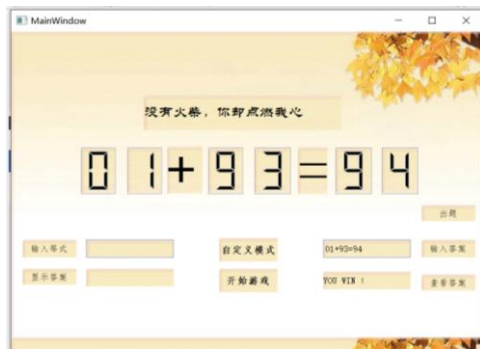 MainWindow
没有火柴，你却点燃我心
01+93=94
出题
输入等式
自定义模式
01+93=94
输入答案
显示答案
开始游戏
YOU WIN !
查看答案